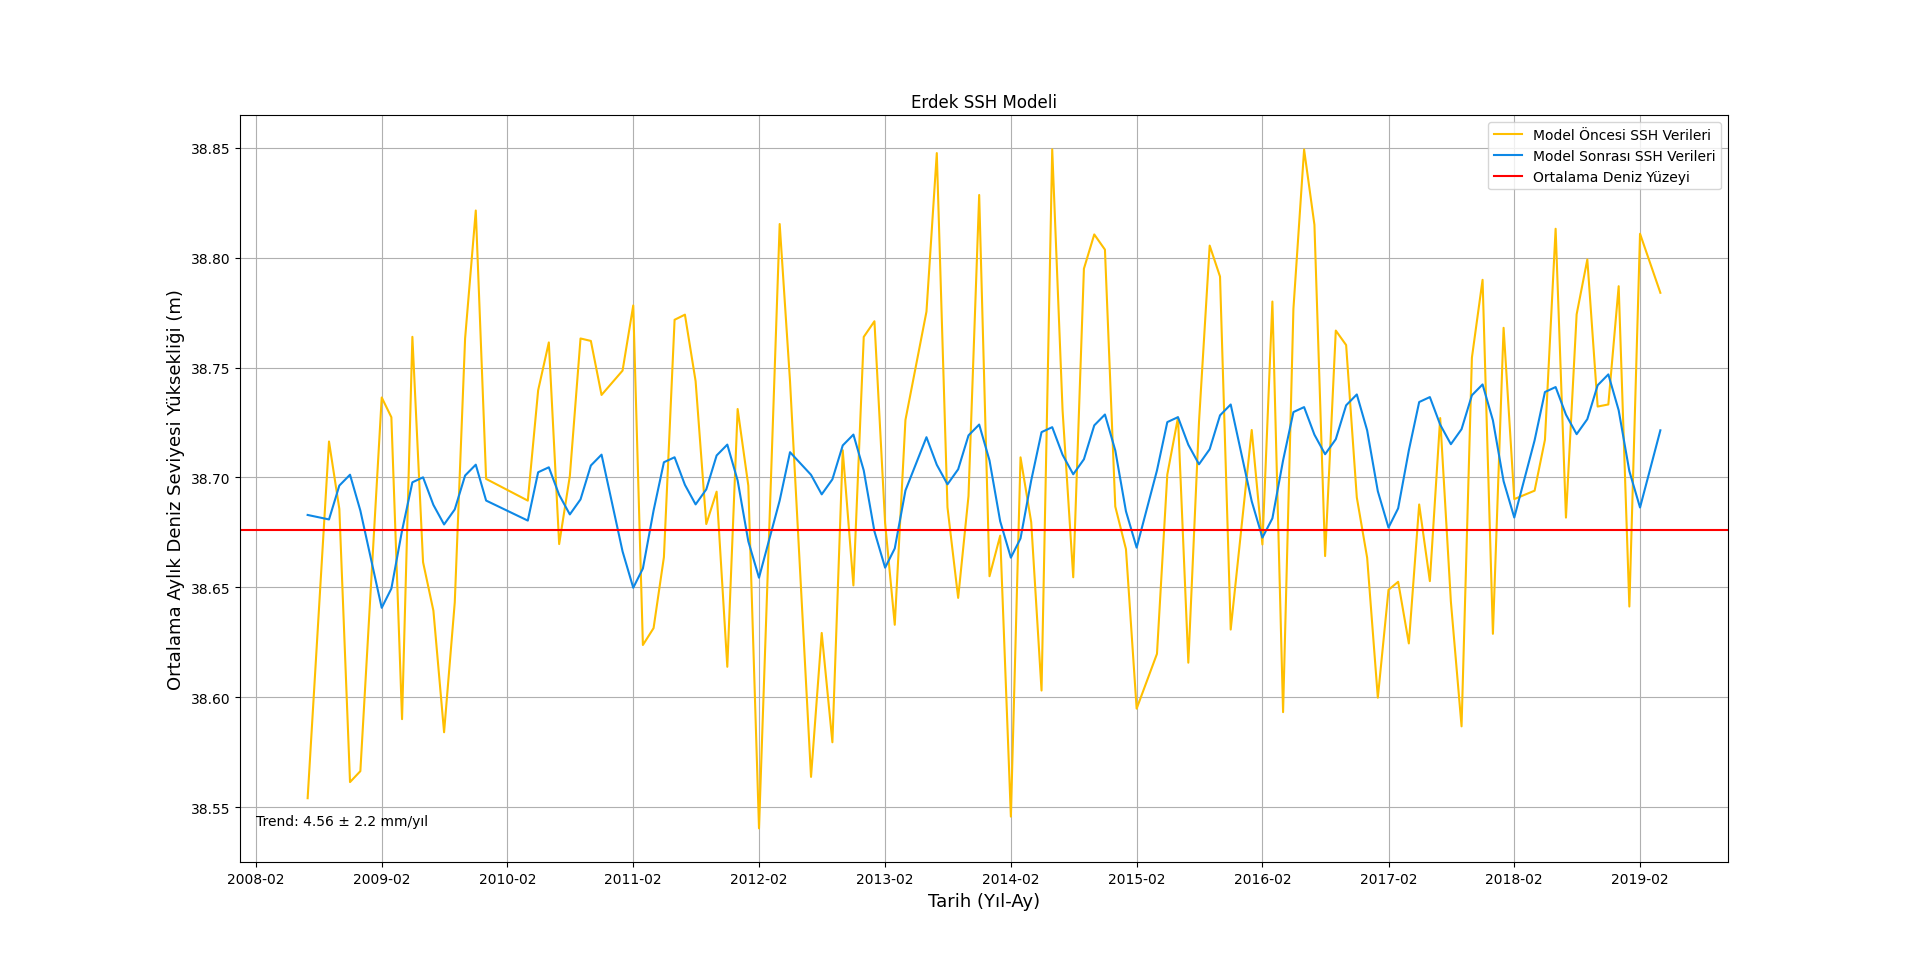 Erdek SSH Modeli
Model Öncesi SSH Verileri
Model Sonrası SSH Verileri
Ortalama Deniz Yüzeyi
Ortalama Aylık Deniz Seviyesi Yüksekliği (m)
38.85
38.80
38.75
38.70
38.65
38.60
38.55
Trend: 4.56 ± 2.2 mm/yıl
2008-02
2009-02
2010-02
2011-02
2012-02
2013-02
2014-02
2015-02
2016-02
2017-02
2018-02
2019-02
Tarih (Yıl-Ay)